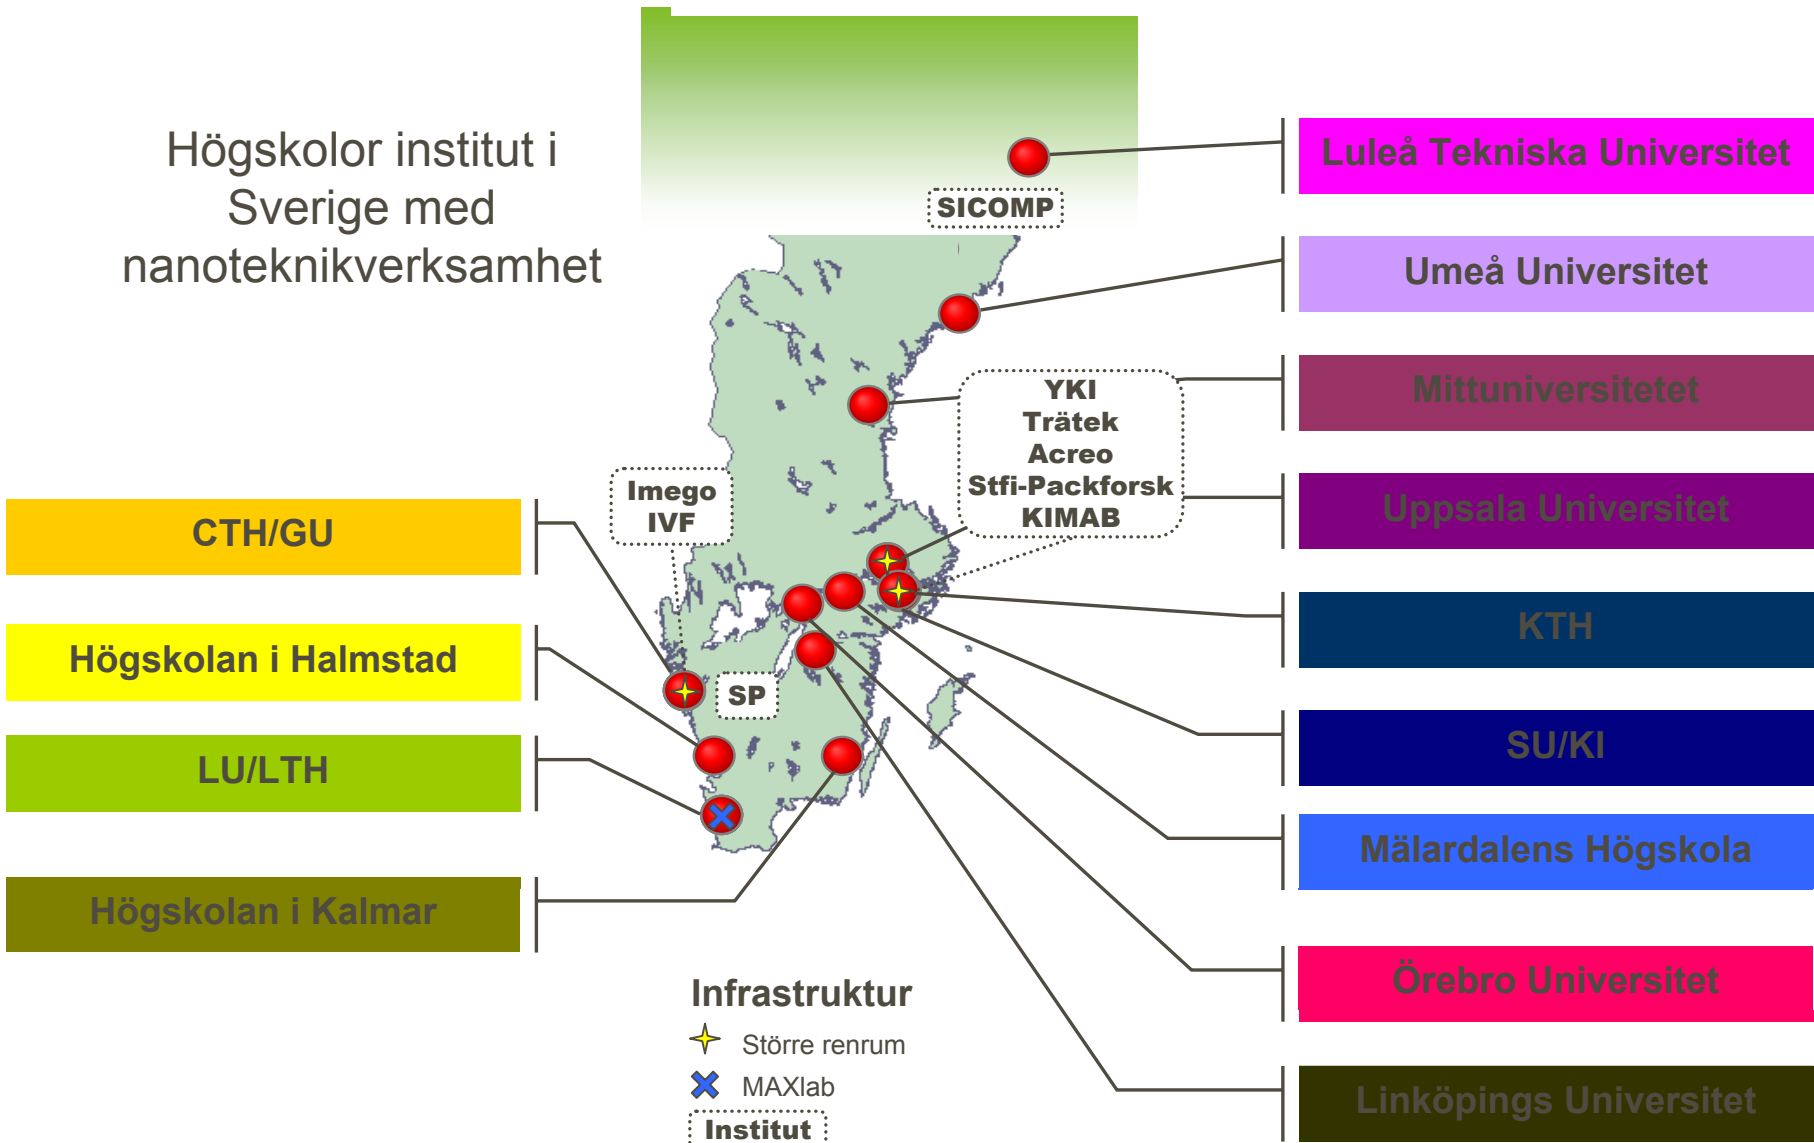 Högskolor institut i
Sverige med
nanoteknikverksamhet
SICOMP
Luleå Tekniska Universitet
Umeå Universitet
YKI
Trätek
Acreo
Stfi-Packforsk
KIMAB
Mittuniversitetet
Uppsala Universitet
Imego
IVF
CTH/GU
KTH
Högskolan i Halmstad
SP
SU/KI
LU/LTH
Mälardalens Högskola
Högskolan i Kalmar
Örebro Universitet
Infrastruktur
Större renrum
MAXlab
Institut
Linköpings Universitet